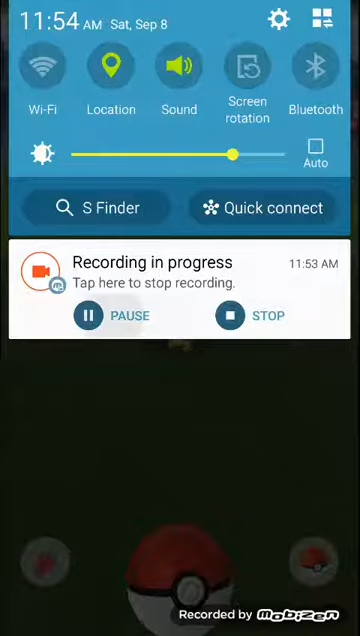 11:54 AM Sat, Sep 8
Wi-Fi
Location
Sound
Screen rotation
Bluetooth
Auto
S Finder
Quick connect
Recording in progress 11:53 AM
Tap here to stop recording.
PAUSE
STOP
Recorded by mobizen